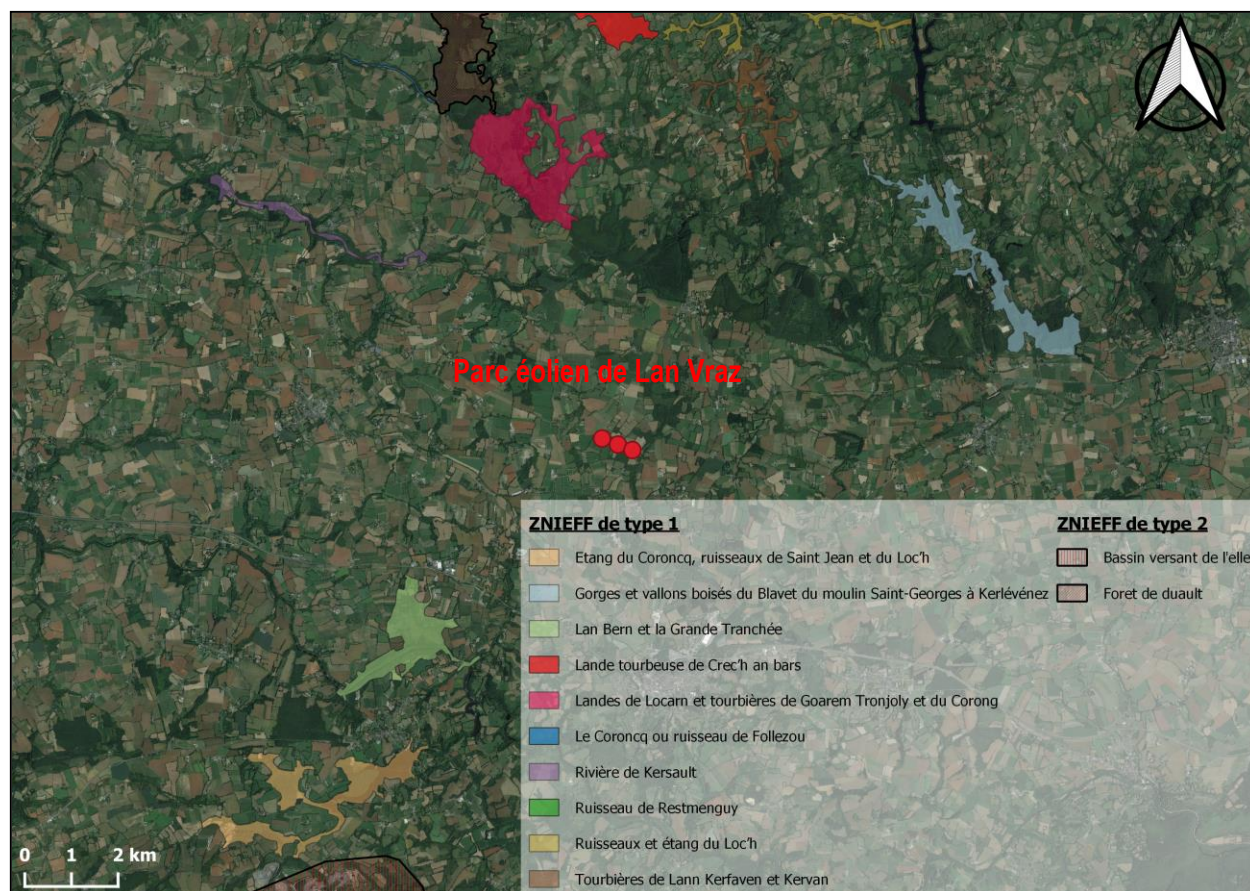 Parc éolien de Lan Vraz
ZNIEFF de type 1
Etang du Coroncq, ruisseaux de Saint Jean et du Loc'h
Gorges et vallons boisés du Blavet du moulin Saint-Georges à Kerlévénez
Lan Bern et la Grande Tranchée
Lande tourbeuse de Crec'h an bars
Landes de Locarn et tourbières de Goarem Tronjoly et du Corong
Le Coroncq ou ruisseau de Follezou
Rivière de Kersault
Ruisseau de Restmenguy
Ruisseaux et étang du Loc'h
Tourbières de Lann Kerfaven et Kervan
ZNIEFF de type 2
Bassin versant de l'elle
Foret de duault
0 1 2 km